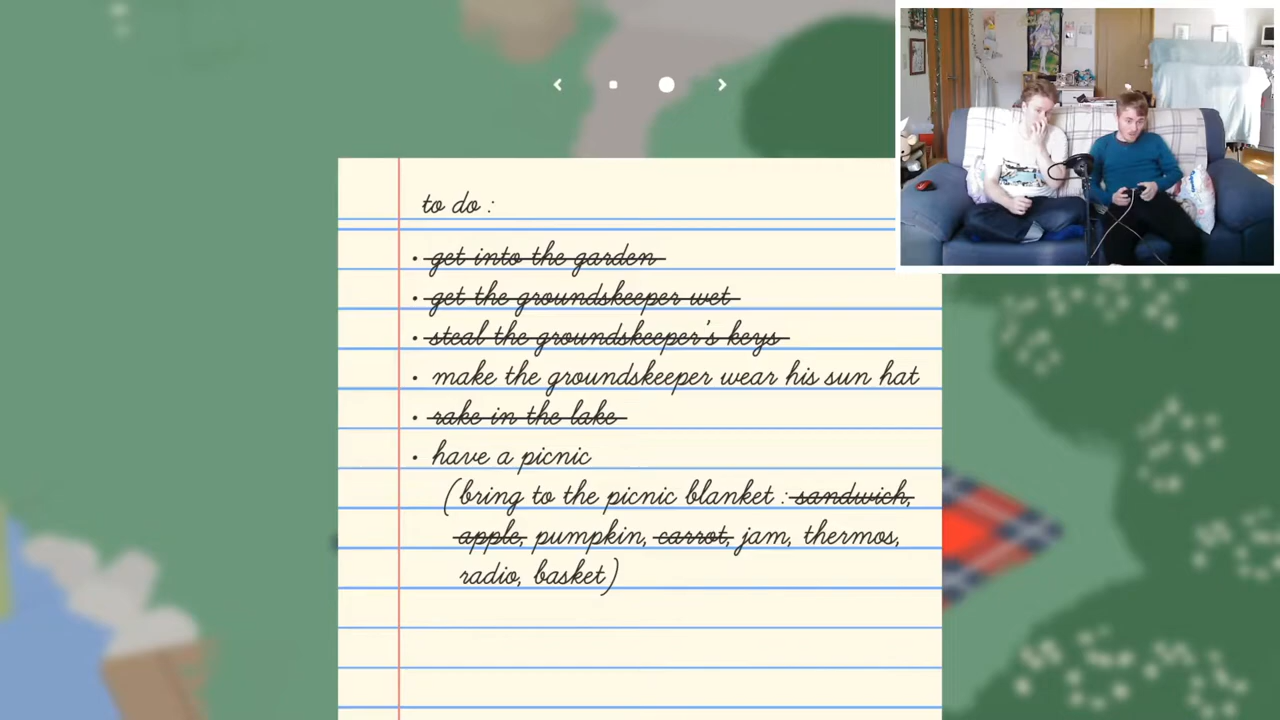 to do :
• get into the garden
• get the groundskeeper wet
• steal the groundskeeper's keys
• make the groundskeeper wear his sun hat
• rake in the lake
• have a picnic
(bring to the picnic blanket : sandwich,
apple, pumpkin, carrot, jam, thermos,
radio, basket)